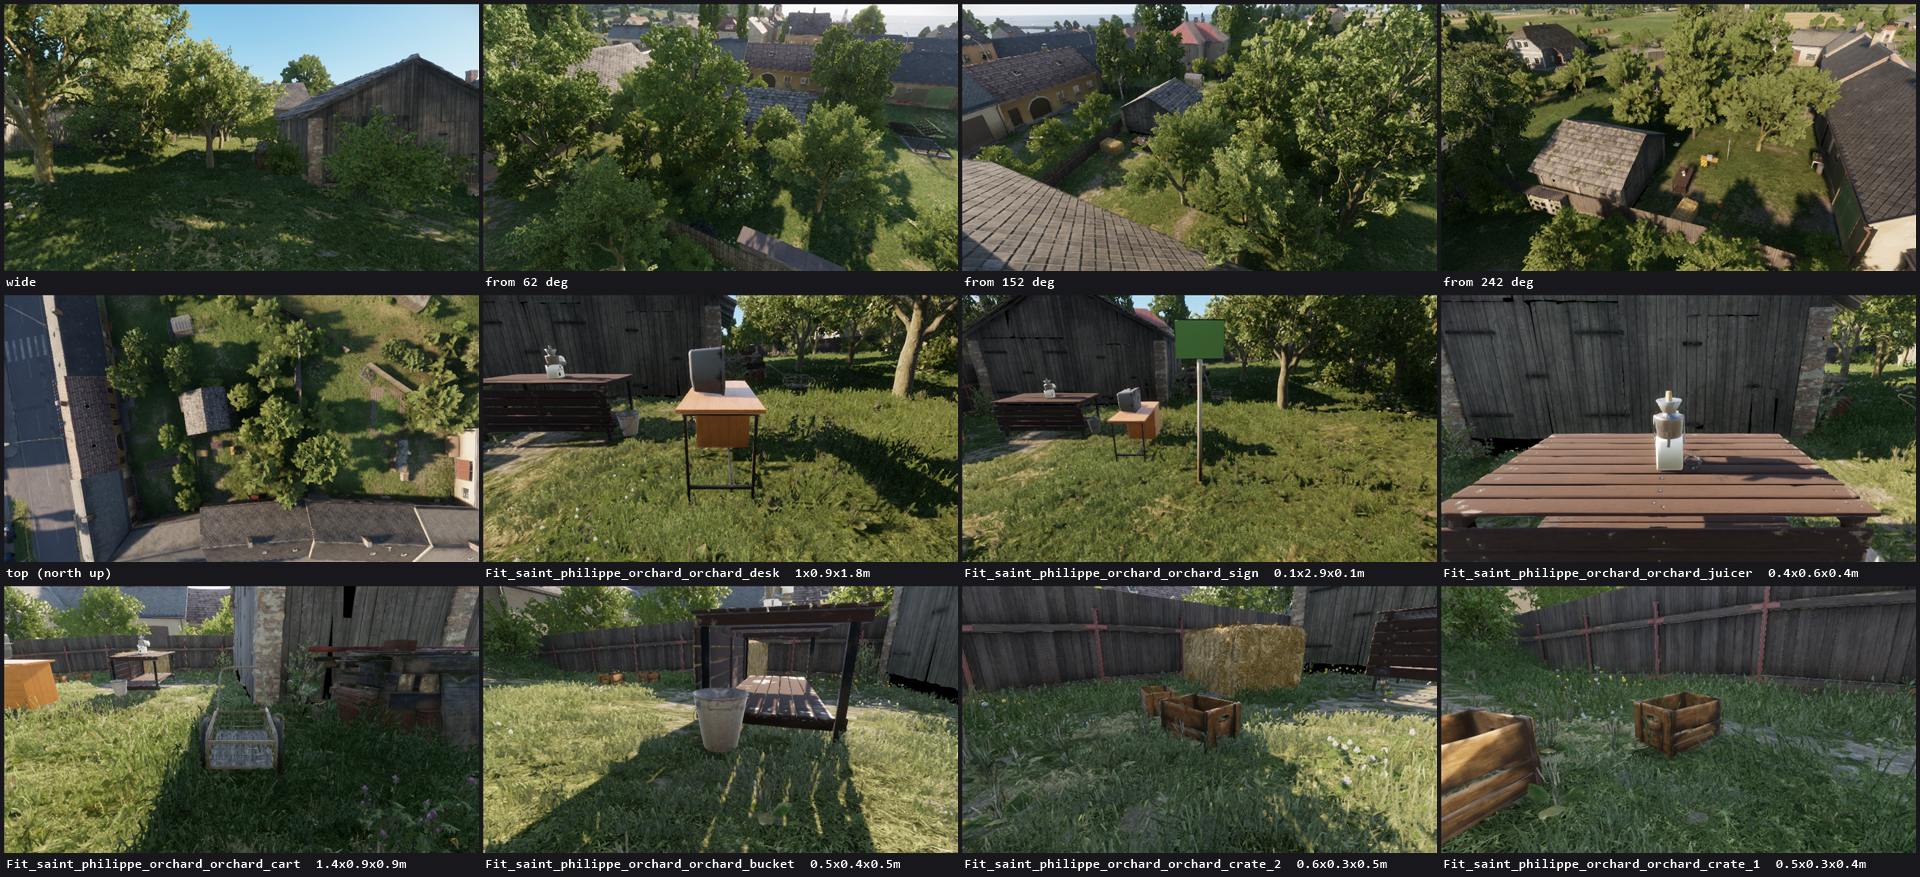 wide
from 62 deg
from 152 deg
from 242 deg
top (north up)
Fit_saint_philippe_orchard_orchard_desk 1x0.9x1.8m
Fit_saint_philippe_orchard_orchard_sign 0.1x2.9x0.1m
Fit_saint_philippe_orchard_orchard_juicer 0.4x0.6x0.4m
Fit_saint_philippe_orchard_orchard_cart 1.4x0.9x0.9m
Fit_saint_philippe_orchard_orchard_bucket 0.5x0.4x0.5m
Fit_saint_philippe_orchard_orchard_crate_2 0.6x0.3x0.5m
Fit_saint_philippe_orchard_orchard_crate_1 0.5x0.3x0.4m